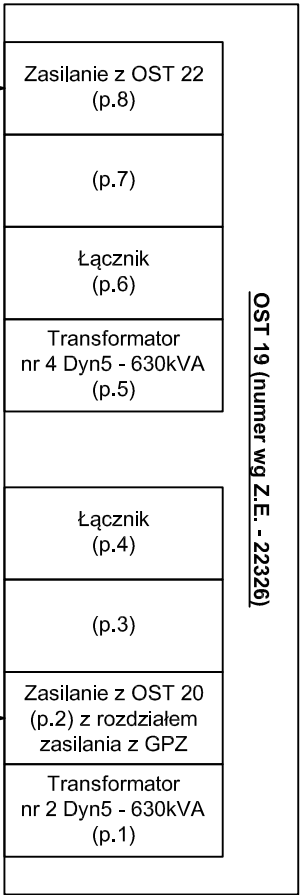 Zasilanie z OST 22
(p.8)
(p.7)
Łącznik
(p.6)
Transformator
nr 4 Dyn5 - 630kVA
(p.5)
Łącznik
(p.4)
(p.3)
Zasilanie z OST 20
(p.2) z rozdziałem
zasilania z GPZ
Transformator
nr 2 Dyn5 - 630kVA
(p.1)
OST 19 (numer wg Z.E. - 22326)